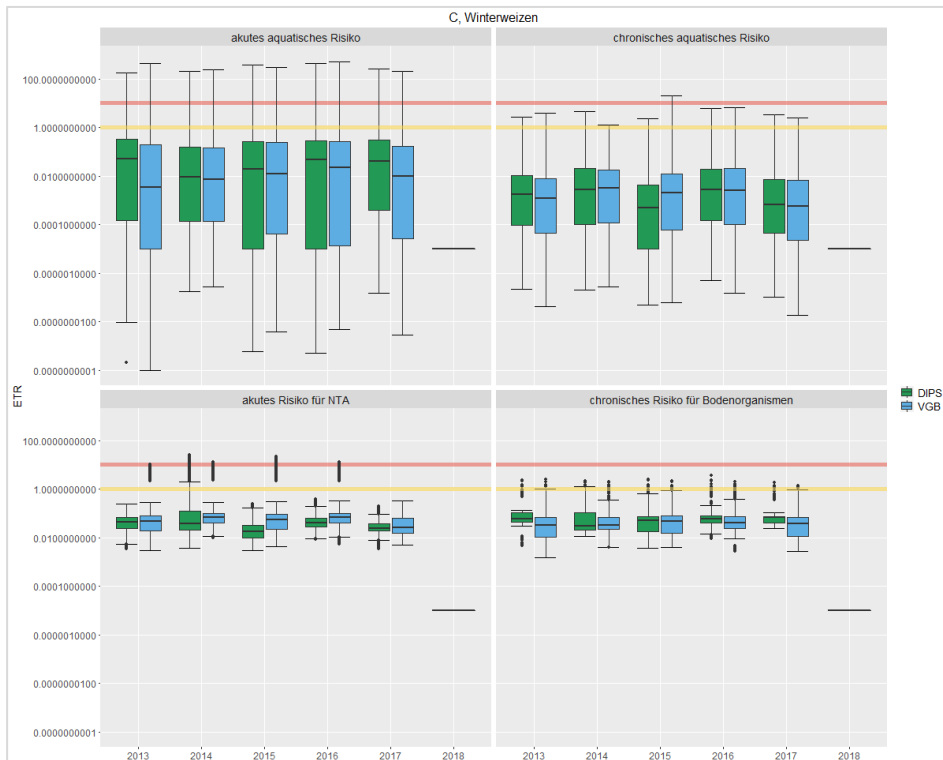 C, Winterweizen
akutes aquatisches Risiko
chronisches aquatisches Risiko
100.0000000000
1.0000000000
0.0100000000
0.0001000000
0.0000010000
0.0000000100
0.0000000001
ETR
akutes Risiko für NTA
chronisches Risiko für Bodenorganismen
DIPS
VGB
100.0000000000
1.0000000000
0.0100000000
0.0001000000
0.0000010000
0.0000000100
0.0000000001
2013 2014 2015 2016 2017 2018 2013 2014 2015 2016 2017 2018